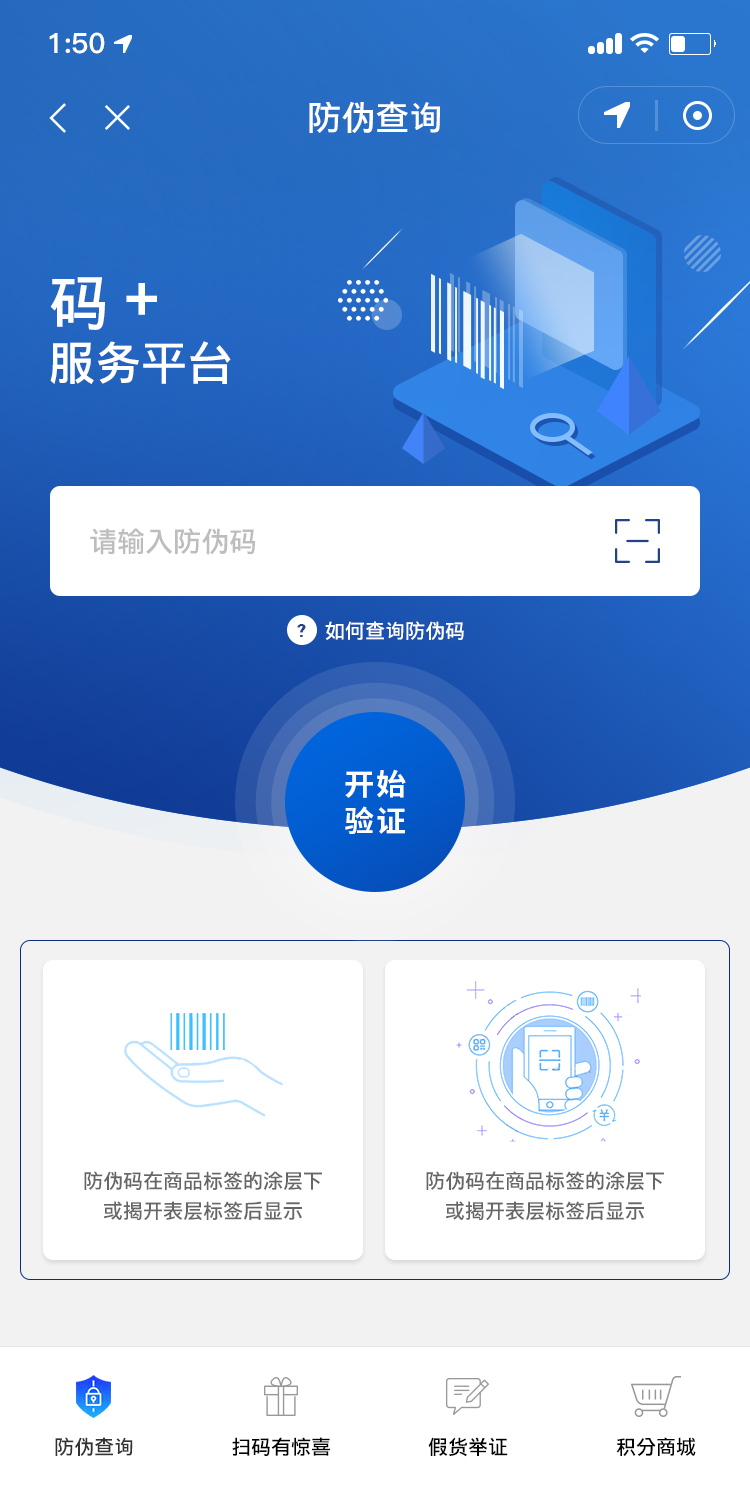 1:50
防伪查询
码 +
服务平台
请输入防伪码
? 如何查询防伪码
开始
验证
防伪码在商品标签的涂层下
或揭开表层标签后显示
¥
防伪码在商品标签的涂层下
或揭开表层标签后显示
防伪查询
扫码有惊喜
假货举证
积分商城